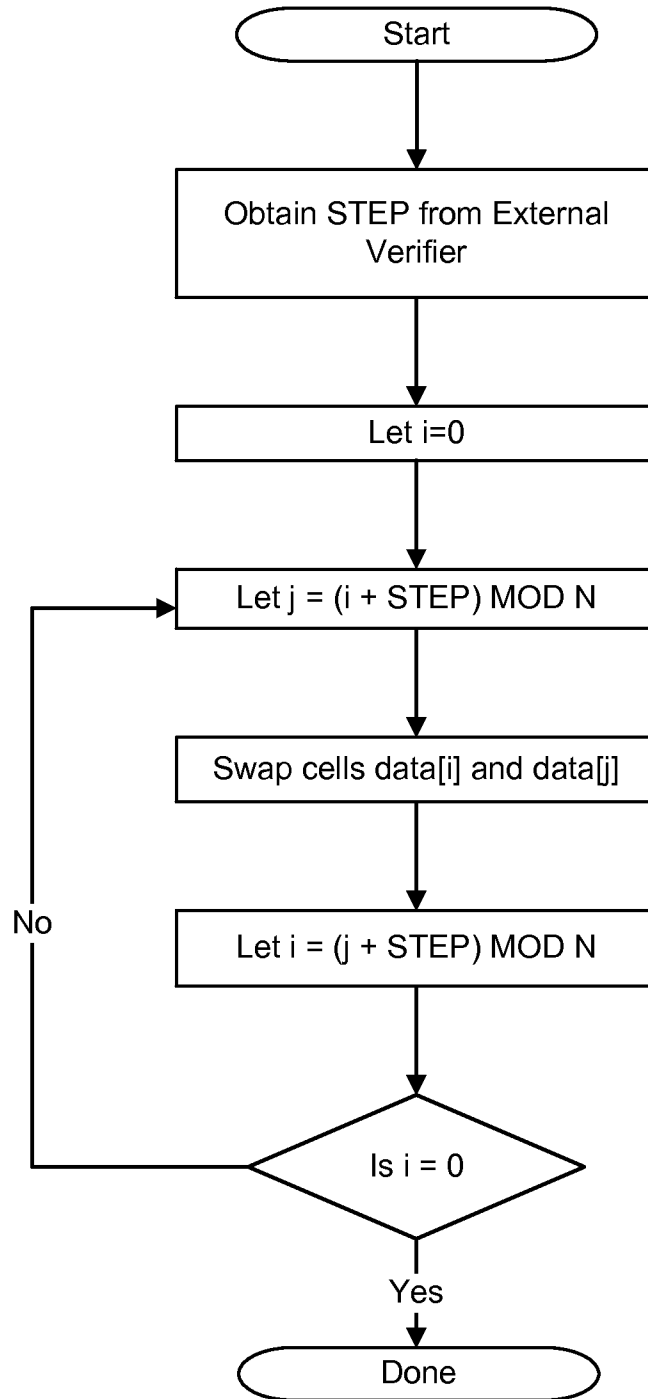 Start
Obtain STEP from External
Verifier
Let i=0
Let j = (i + STEP) MOD N
Swap cells data[i] and data[j]
Let i = (j + STEP) MOD N
No
Is i = 0
Yes
Done